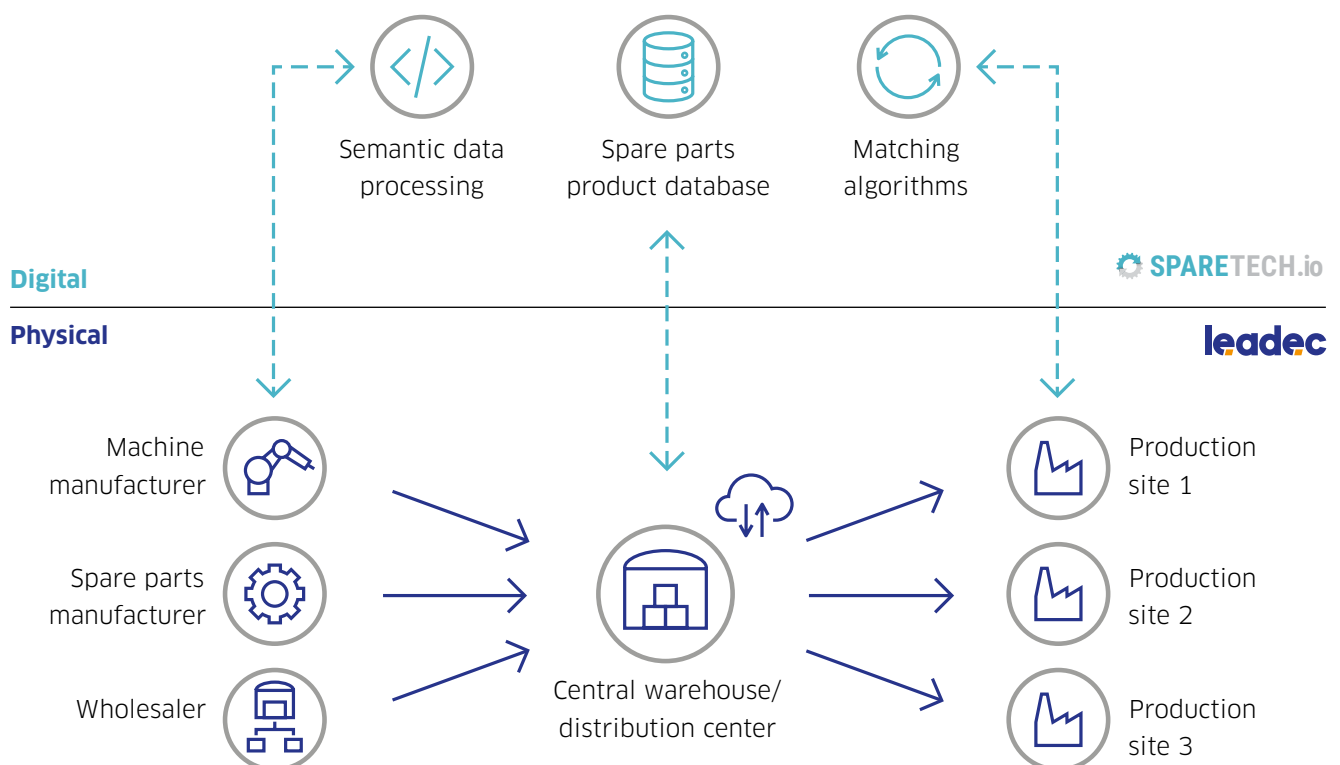 Semantic data
processing
Spare parts
product database
Matching
algorithms
Digital
SPARETECH.io
Physical
leadec
Machine
manufacturer
Spare parts
manufacturer
Wholesaler
Central warehouse/
distribution center
Production
site 1
Production
site 2
Production
site 3